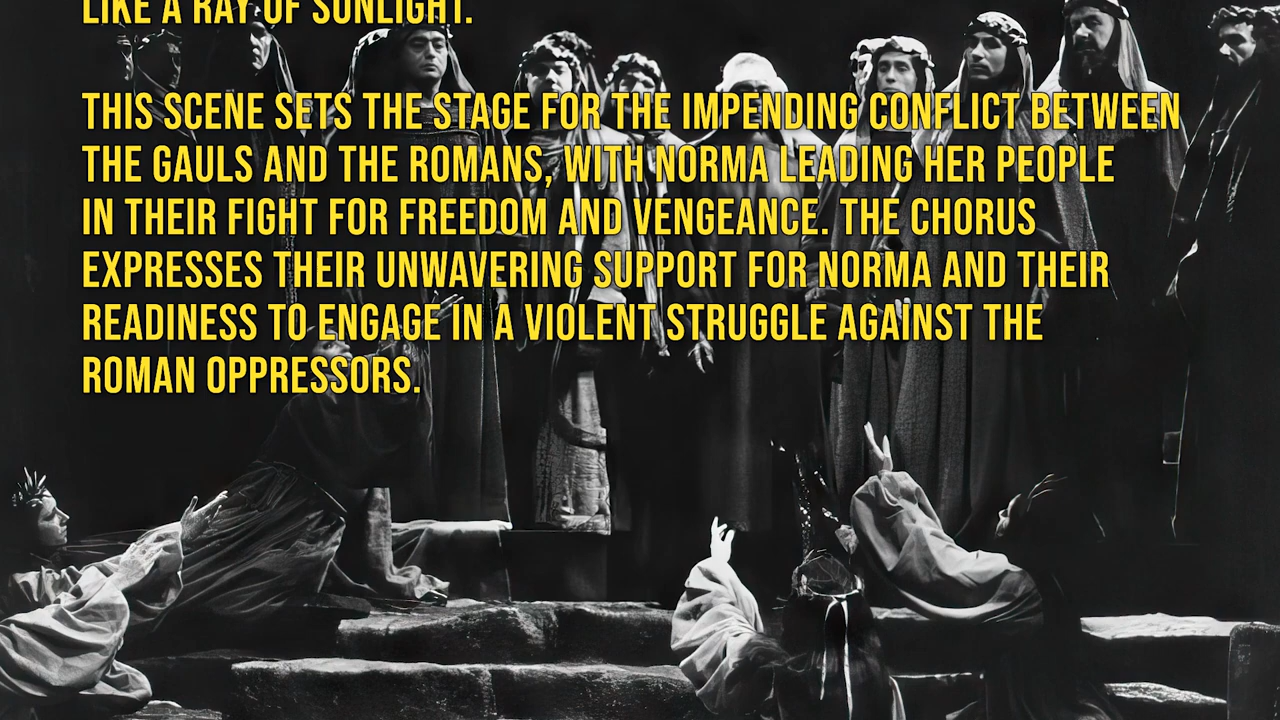 LIKE A RAY OF SUNLIGHT.
THIS SCENE SETS THE STAGE FOR THE IMPENDING CONFLICT BETWEEN
THE GAULS AND THE ROMANS, WITH NORMA LEADING HER PEOPLE
IN THEIR FIGHT FOR FREEDOM AND VENGEANCE. THE CHORUS
EXPRESSES THEIR UNWAVERING SUPPORT FOR NORMA AND THEIR
READINESS TO ENGAGE IN A VIOLENT STRUGGLE AGAINST THE
ROMAN OPPRESSORS.